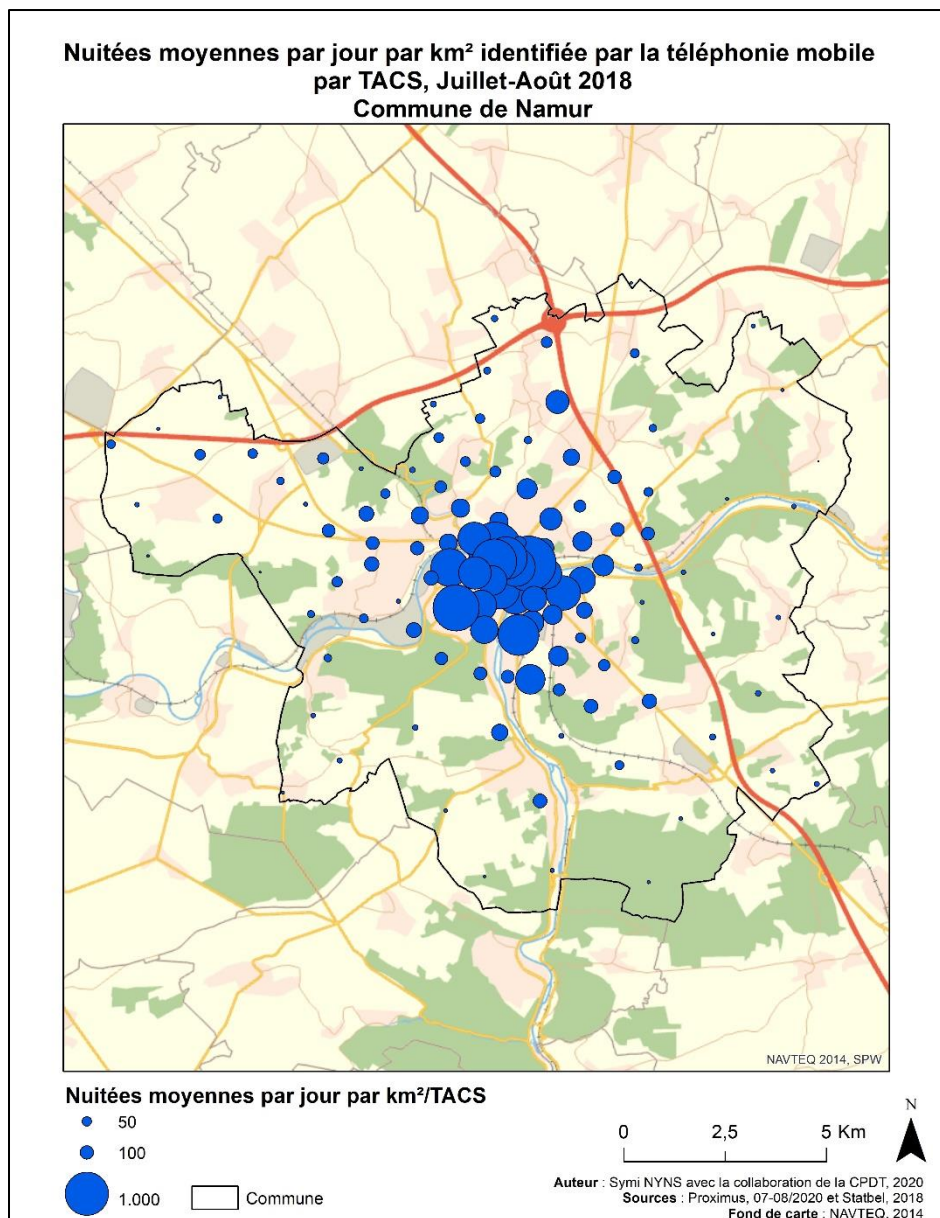 Nuitées moyennes par jour par km² identifiée par la téléphonie mobile
par TACS, Juillet-Août 2018
Commune de Namur
NAVTEQ 2014, SPW
Nuitées moyennes par jour par km²/TACS
50
100
1.000
Commune
0 2,5 5 Km
N
Auteur : Symi NYNS avec la collaboration de la CPDT, 2020
Sources : Proximus, 07-08/2020 et Statbel, 2018
Fond de carte : NAVTEQ, 2014